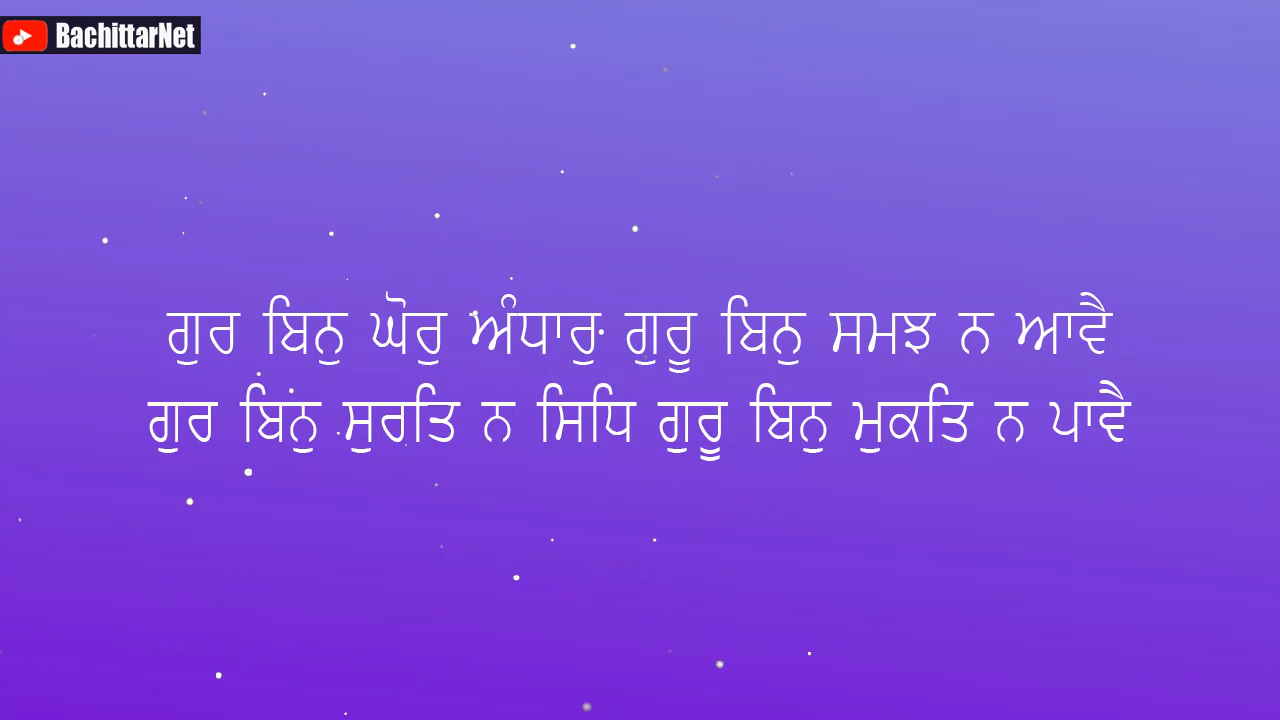 BachittarNet
ਗੁਰ ਬਿਨੁ ਘੋਰੁ ਅੰਧਾਰੁ ਗੁਰੂ ਬਿਨੁ ਸਮਝ ਨ ਆਵੈ
ਗੁਰ ਬਿਨੁ ਸੁਰਤਿ ਨ ਸਿਧਿ ਗੁਰੂ ਬਿਨੁ ਮੁਕਤਿ ਨ ਪਾਵੈ